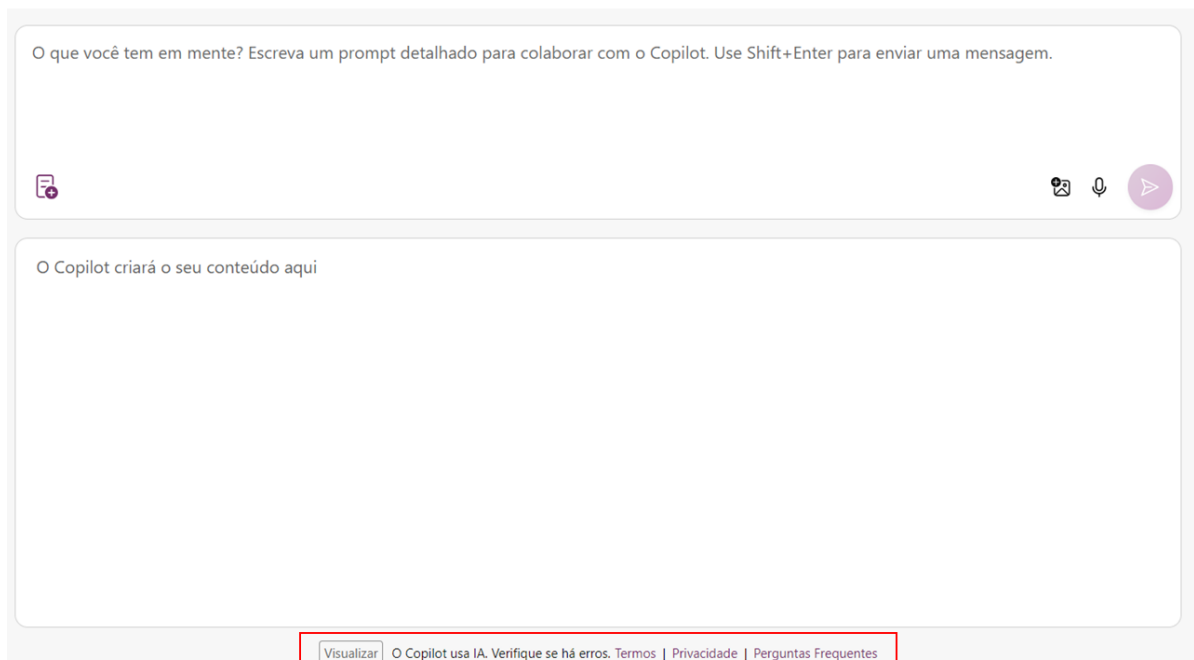 O que você tem em mente? Escreva um prompt detalhado para colaborar com o Copilot. Use Shift+Enter para enviar uma mensagem.
O Copilot criará o seu conteúdo aqui
Visualizar O Copilot usa IA. Verifique se há erros. Termos | Privacidade | Perguntas Frequentes